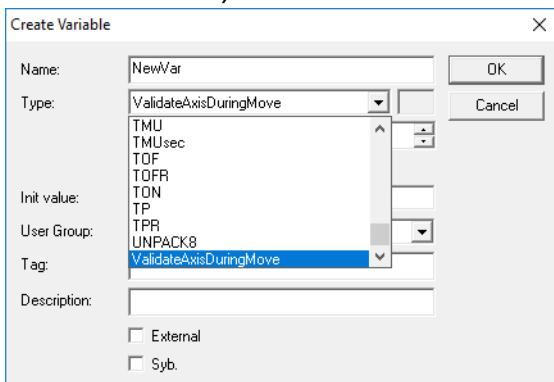 Create Variable
Name: NewVar OK
Type: ValidateAxisDuringMove Cancel
TMU
TMUsec
TOF
TOFR
TON
TP
TPR
UNPACK8
ValidateAxisDuringMove
Init value:
User Group:
Tag:
Description:
External
Syb.